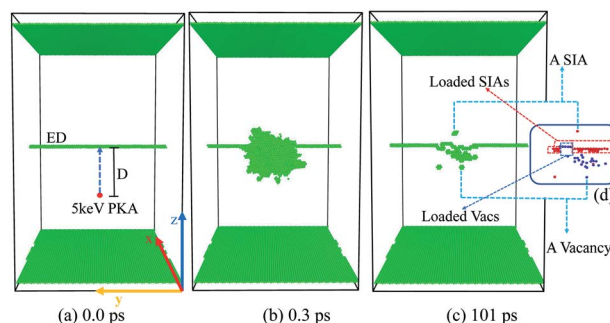 A SIA
Loaded SIAs
ED
D
5keV PKA
z
x
y
(d)
Loaded Vacs
A Vacancy
(a) 0.0 ps
(b) 0.3 ps
(c) 101 ps